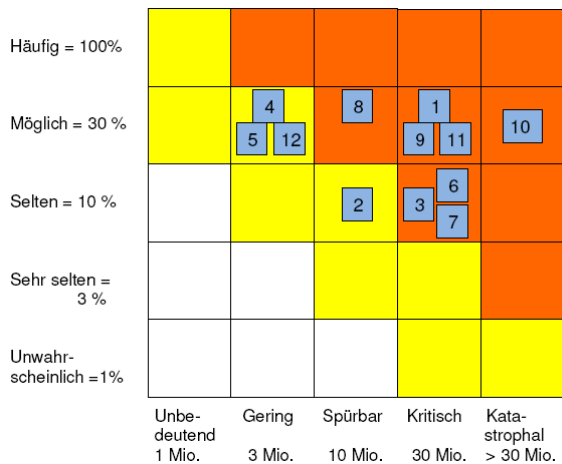 Häufig = 100%
Möglich = 30 %
4
8
1
10
5
12
9
11
Selten = 10 %
2
3
6
7
Sehr selten =
3 %
Unwahr-
scheinlich =1%
Unbe-
deutend
1 Mio.
Gering
3 Mio.
Spürbar
10 Mio.
Kritisch
30 Mio.
Kata-
strophal
> 30 Mio.